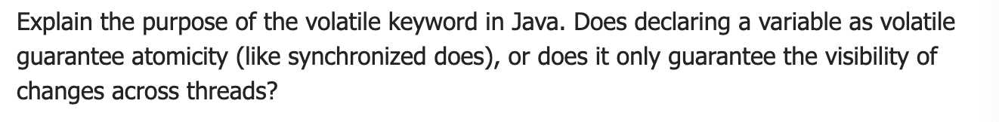 Explain the purpose of the volatile keyword in Java. Does declaring a variable as volatile
guarantee atomicity (like synchronized does), or does it only guarantee the visibility of
changes across threads?